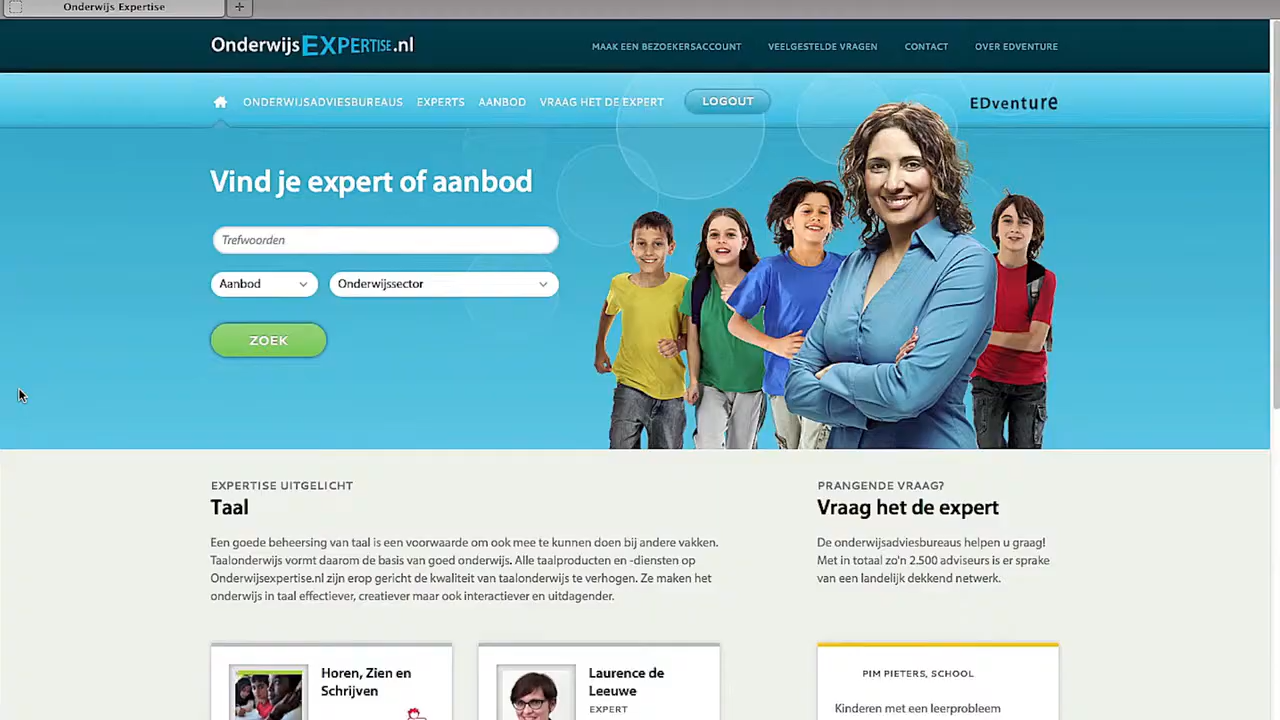 Onderwijs Expertise
OnderwijsEXPERTISE.nl
MAAK EEN BEZOEKERSACCOUNT
VEELGESTELDE VRAGEN
CONTACT
OVER EDVENTURE
ONDERWIJSADVIESBUREAUS
EXPERTS
AANBOD
VRAAG HET DE EXPERT
LOGOUT
EDventure
Vind je expert of aanbod
Trefwoorden
Aanbod
Onderwijssector
ZOEK
EXPERTISE UITGELICHT
Taal
Een goede beheersing van taal is een voorwaarde om ook mee te kunnen doen bij andere vakken.
Taalonderwijs vormt daarom de basis van goed onderwijs. Alle taalproducten en -diensten op
Onderwijsexpertise.nl zijn erop gericht de kwaliteit van taalonderwijs te verhogen. Ze maken het
onderwijs in taal effectiever, creatiever maar ook interactiever en uitdagender.
PRANGENDE VRAAG?
Vraag het de expert
De onderwijsadviesbureaus helpen u graag!
Met in totaal zo'n 2.500 adviseurs is er sprake
van een landelijk dekkend netwerk.
Horen, Zien en
Schrijven
Laurence de
Leeuwe
EXPERT
PIM PIETERS, SCHOOL
Kinderen met een leerprobleem